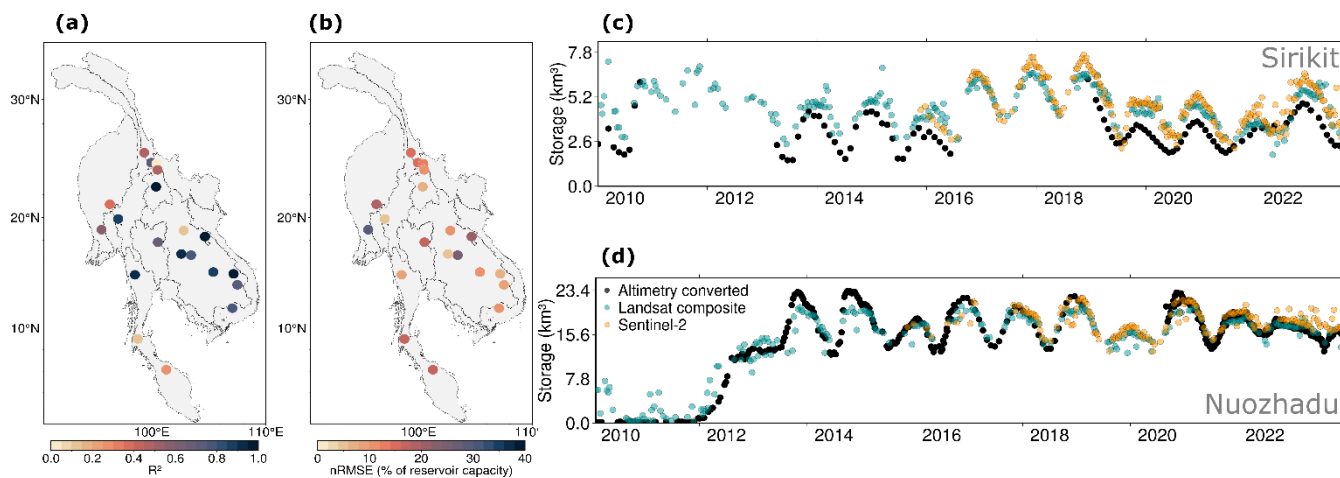 (a)
(b)
(c)
(d)
30°N
20°N
10°N
100°E
110°E
0.0 0.2 0.4 0.6 0.8 1.0
R²
30°N
20°N
10°N
100°E
110'
0 10 20 30 40
nRMSE (% of reservoir capacity)
Sirikit
Storage (km³)
7.8
5.2
2.6
0.0
2010 2012 2014 2016 2018 2020 2022
Storage (km³)
23.4
15.6
7.8
0.0
Altimetry converted
Landsat composite
Sentinel-2
Nuozhadu
2010 2012 2014 2016 2018 2020 2022